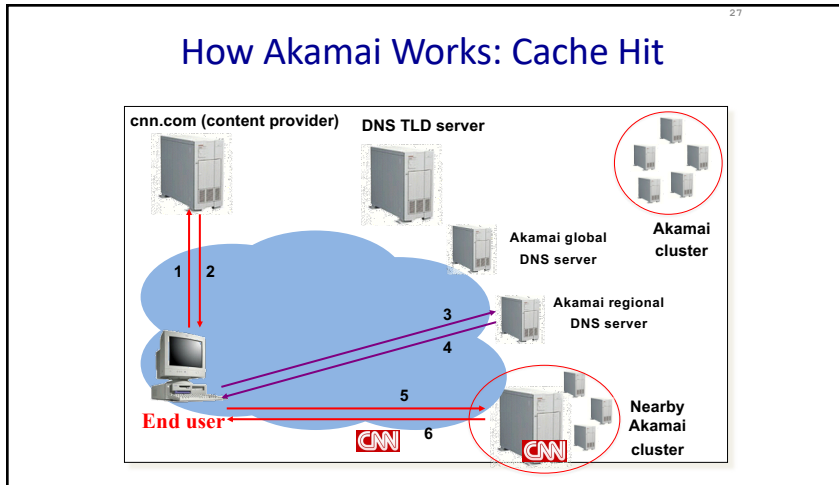 27
How Akamai Works: Cache Hit
cnn.com (content provider)
DNS TLD server
Akamai
cluster
Akamai global
DNS server
1
2
Akamai regional
DNS server
3
4
5
End user
6
CNN
CNN
Nearby
Akamai
cluster